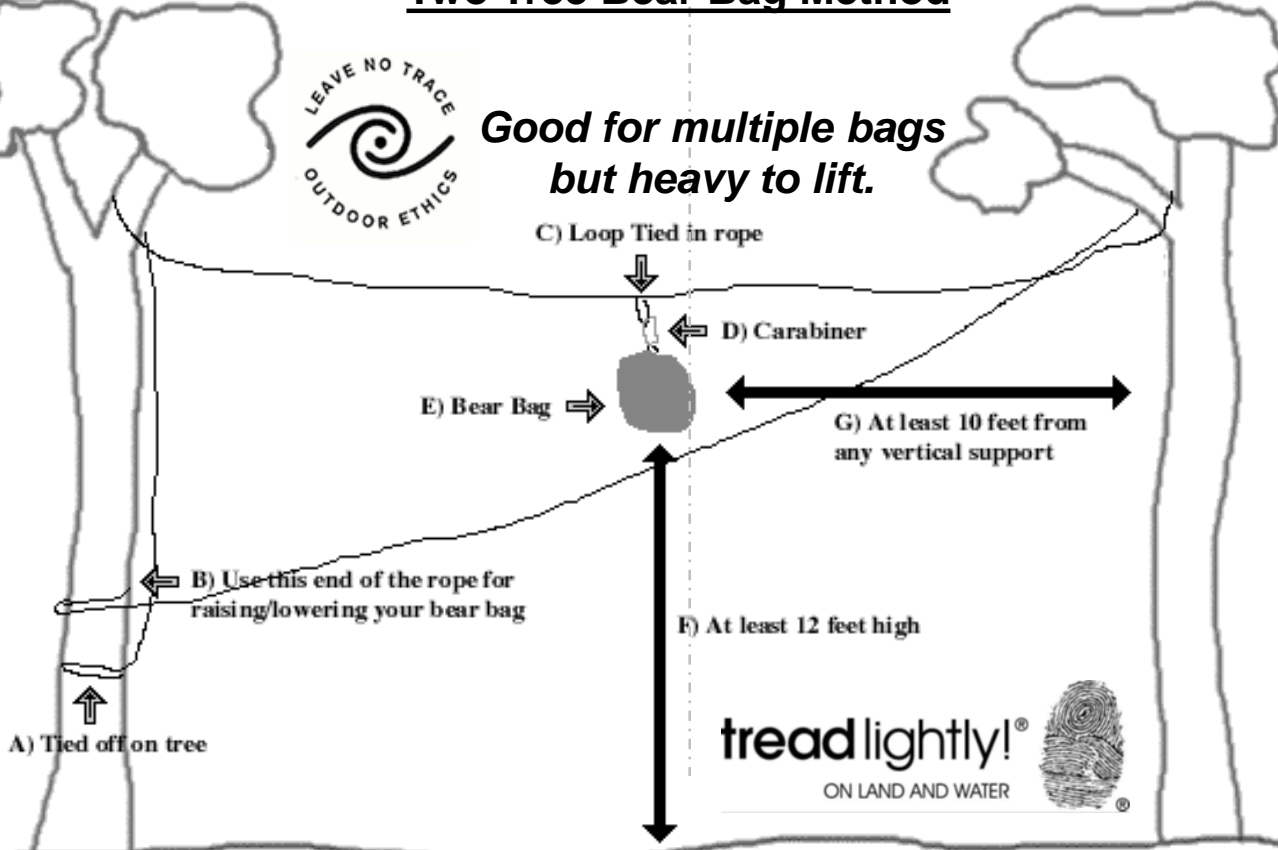 Two Tree Bear Bag Method
LEAVE NO TRACE
OUTDOOR ETHICS
Good for multiple bags
but heavy to lift.
C) Loop Tied in rope
D) Carabiner
E) Bear Bag
G) At least 10 feet from
any vertical support
B) Use this end of the rope for
raising/lowering your bear bag
F) At least 12 feet high
A) Tied off on tree
treadlightly!®
ON LAND AND WATER
®